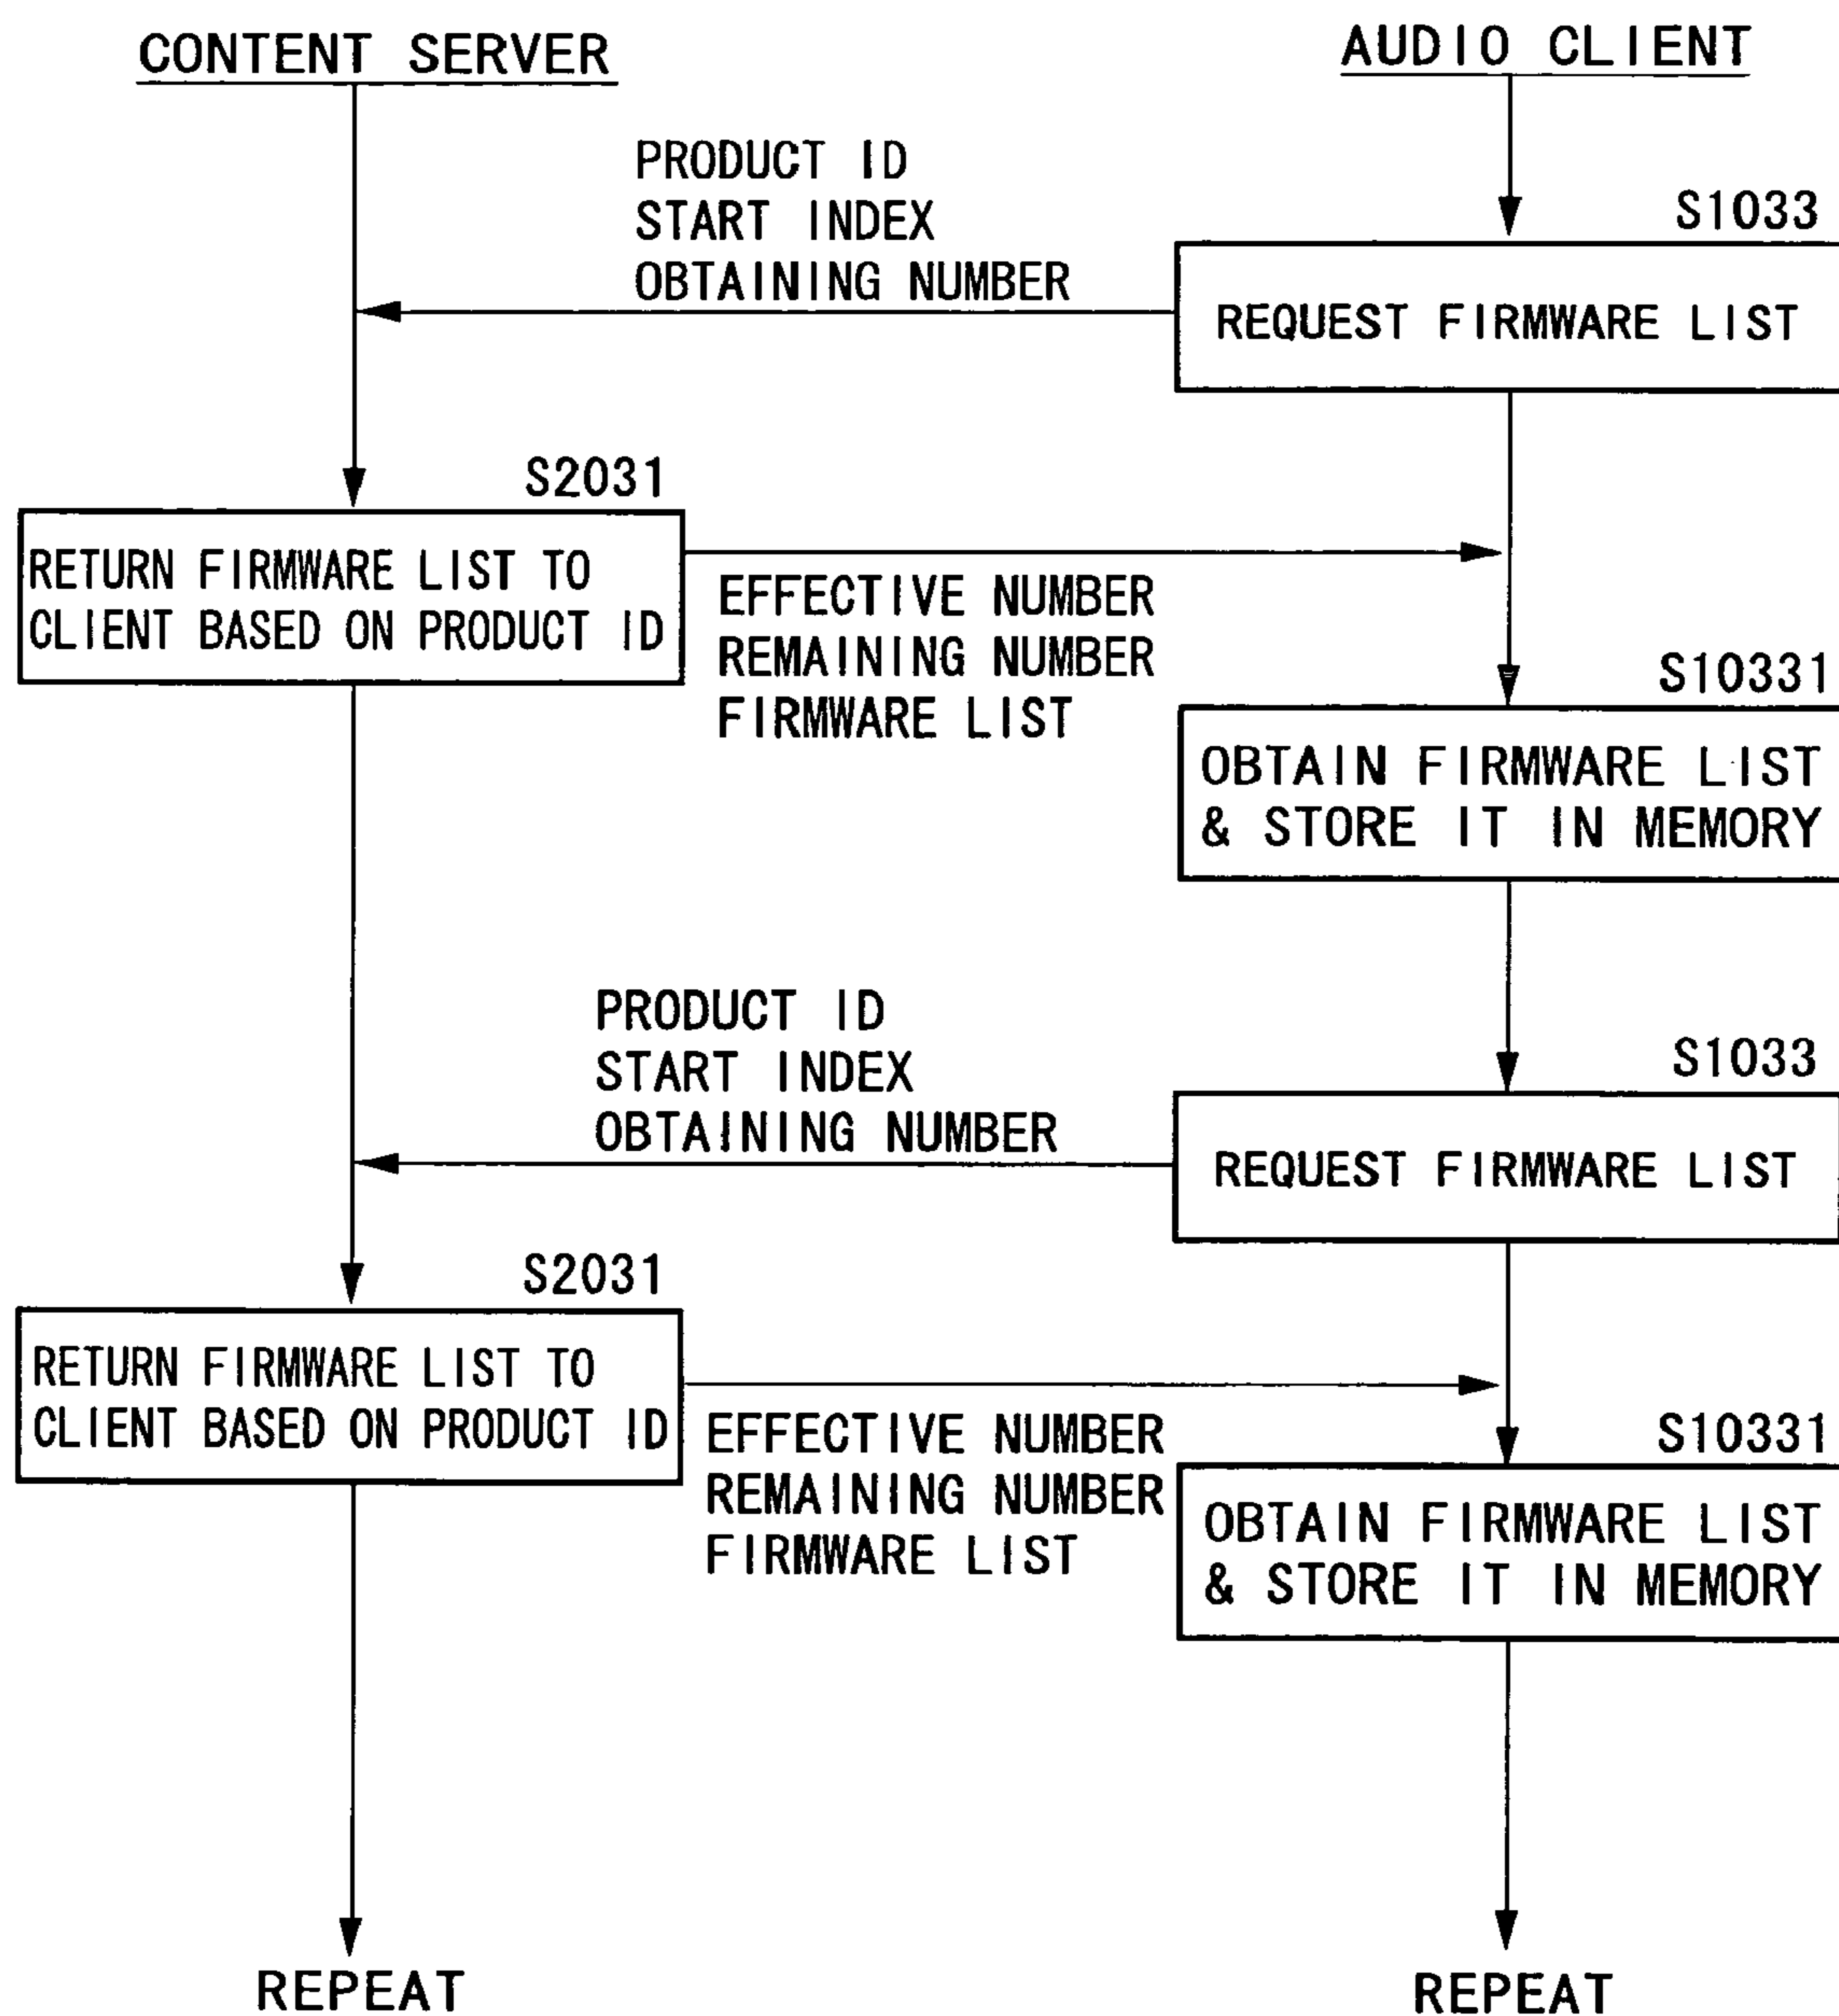 CONTENT SERVER
AUDIO CLIENT
PRODUCT ID
START INDEX
OBTAINING NUMBER
S1033
REQUEST FIRMWARE LIST
S2031
RETURN FIRMWARE LIST TO
CLIENT BASED ON PRODUCT ID
EFFECTIVE NUMBER
REMAINING NUMBER
FIRMWARE LIST
S10331
OBTAIN FIRMWARE LIST
& STORE IT IN MEMORY
PRODUCT ID
START INDEX
OBTAINING NUMBER
S1033
REQUEST FIRMWARE LIST
S2031
RETURN FIRMWARE LIST TO
CLIENT BASED ON PRODUCT ID
EFFECTIVE NUMBER
REMAINING NUMBER
FIRMWARE LIST
S10331
OBTAIN FIRMWARE LIST
& STORE IT IN MEMORY
REPEAT
REPEAT